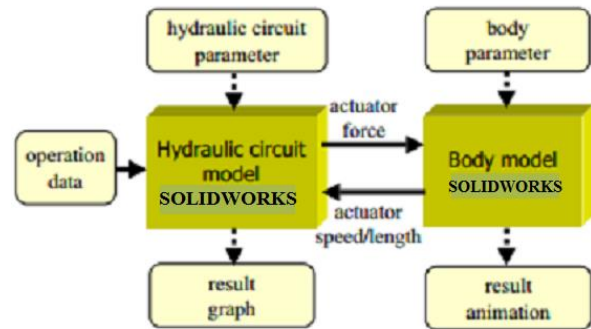 hydraulic circuit
parameter
body
parameter
actuator
force
operation
data
Hydraulic circuit
model
SOLIDWORKS
Body model
SOLIDWORKS
actuator
speed/length
result
graph
result
animation